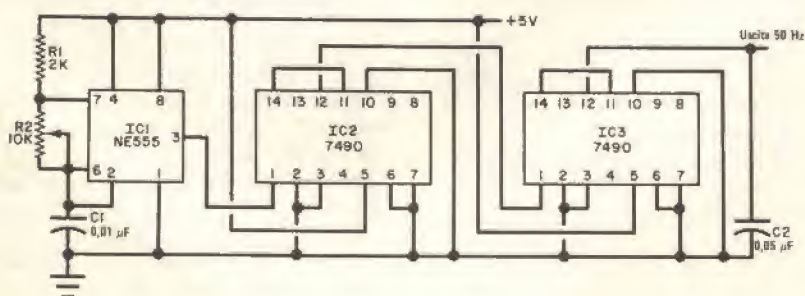 +5V
Uscita 50 Hz
R1
2K
R2
10K
7 4 8
IC1
NE555
3
6 2 1
C1
0,01 µF
14 13 12 11 10 9 8
IC2
7490
1 2 3 4 5 6 7
14 13 12 11 10 9 8
IC3
7490
1 2 3 4 5 6 7
C2
0,05 µF